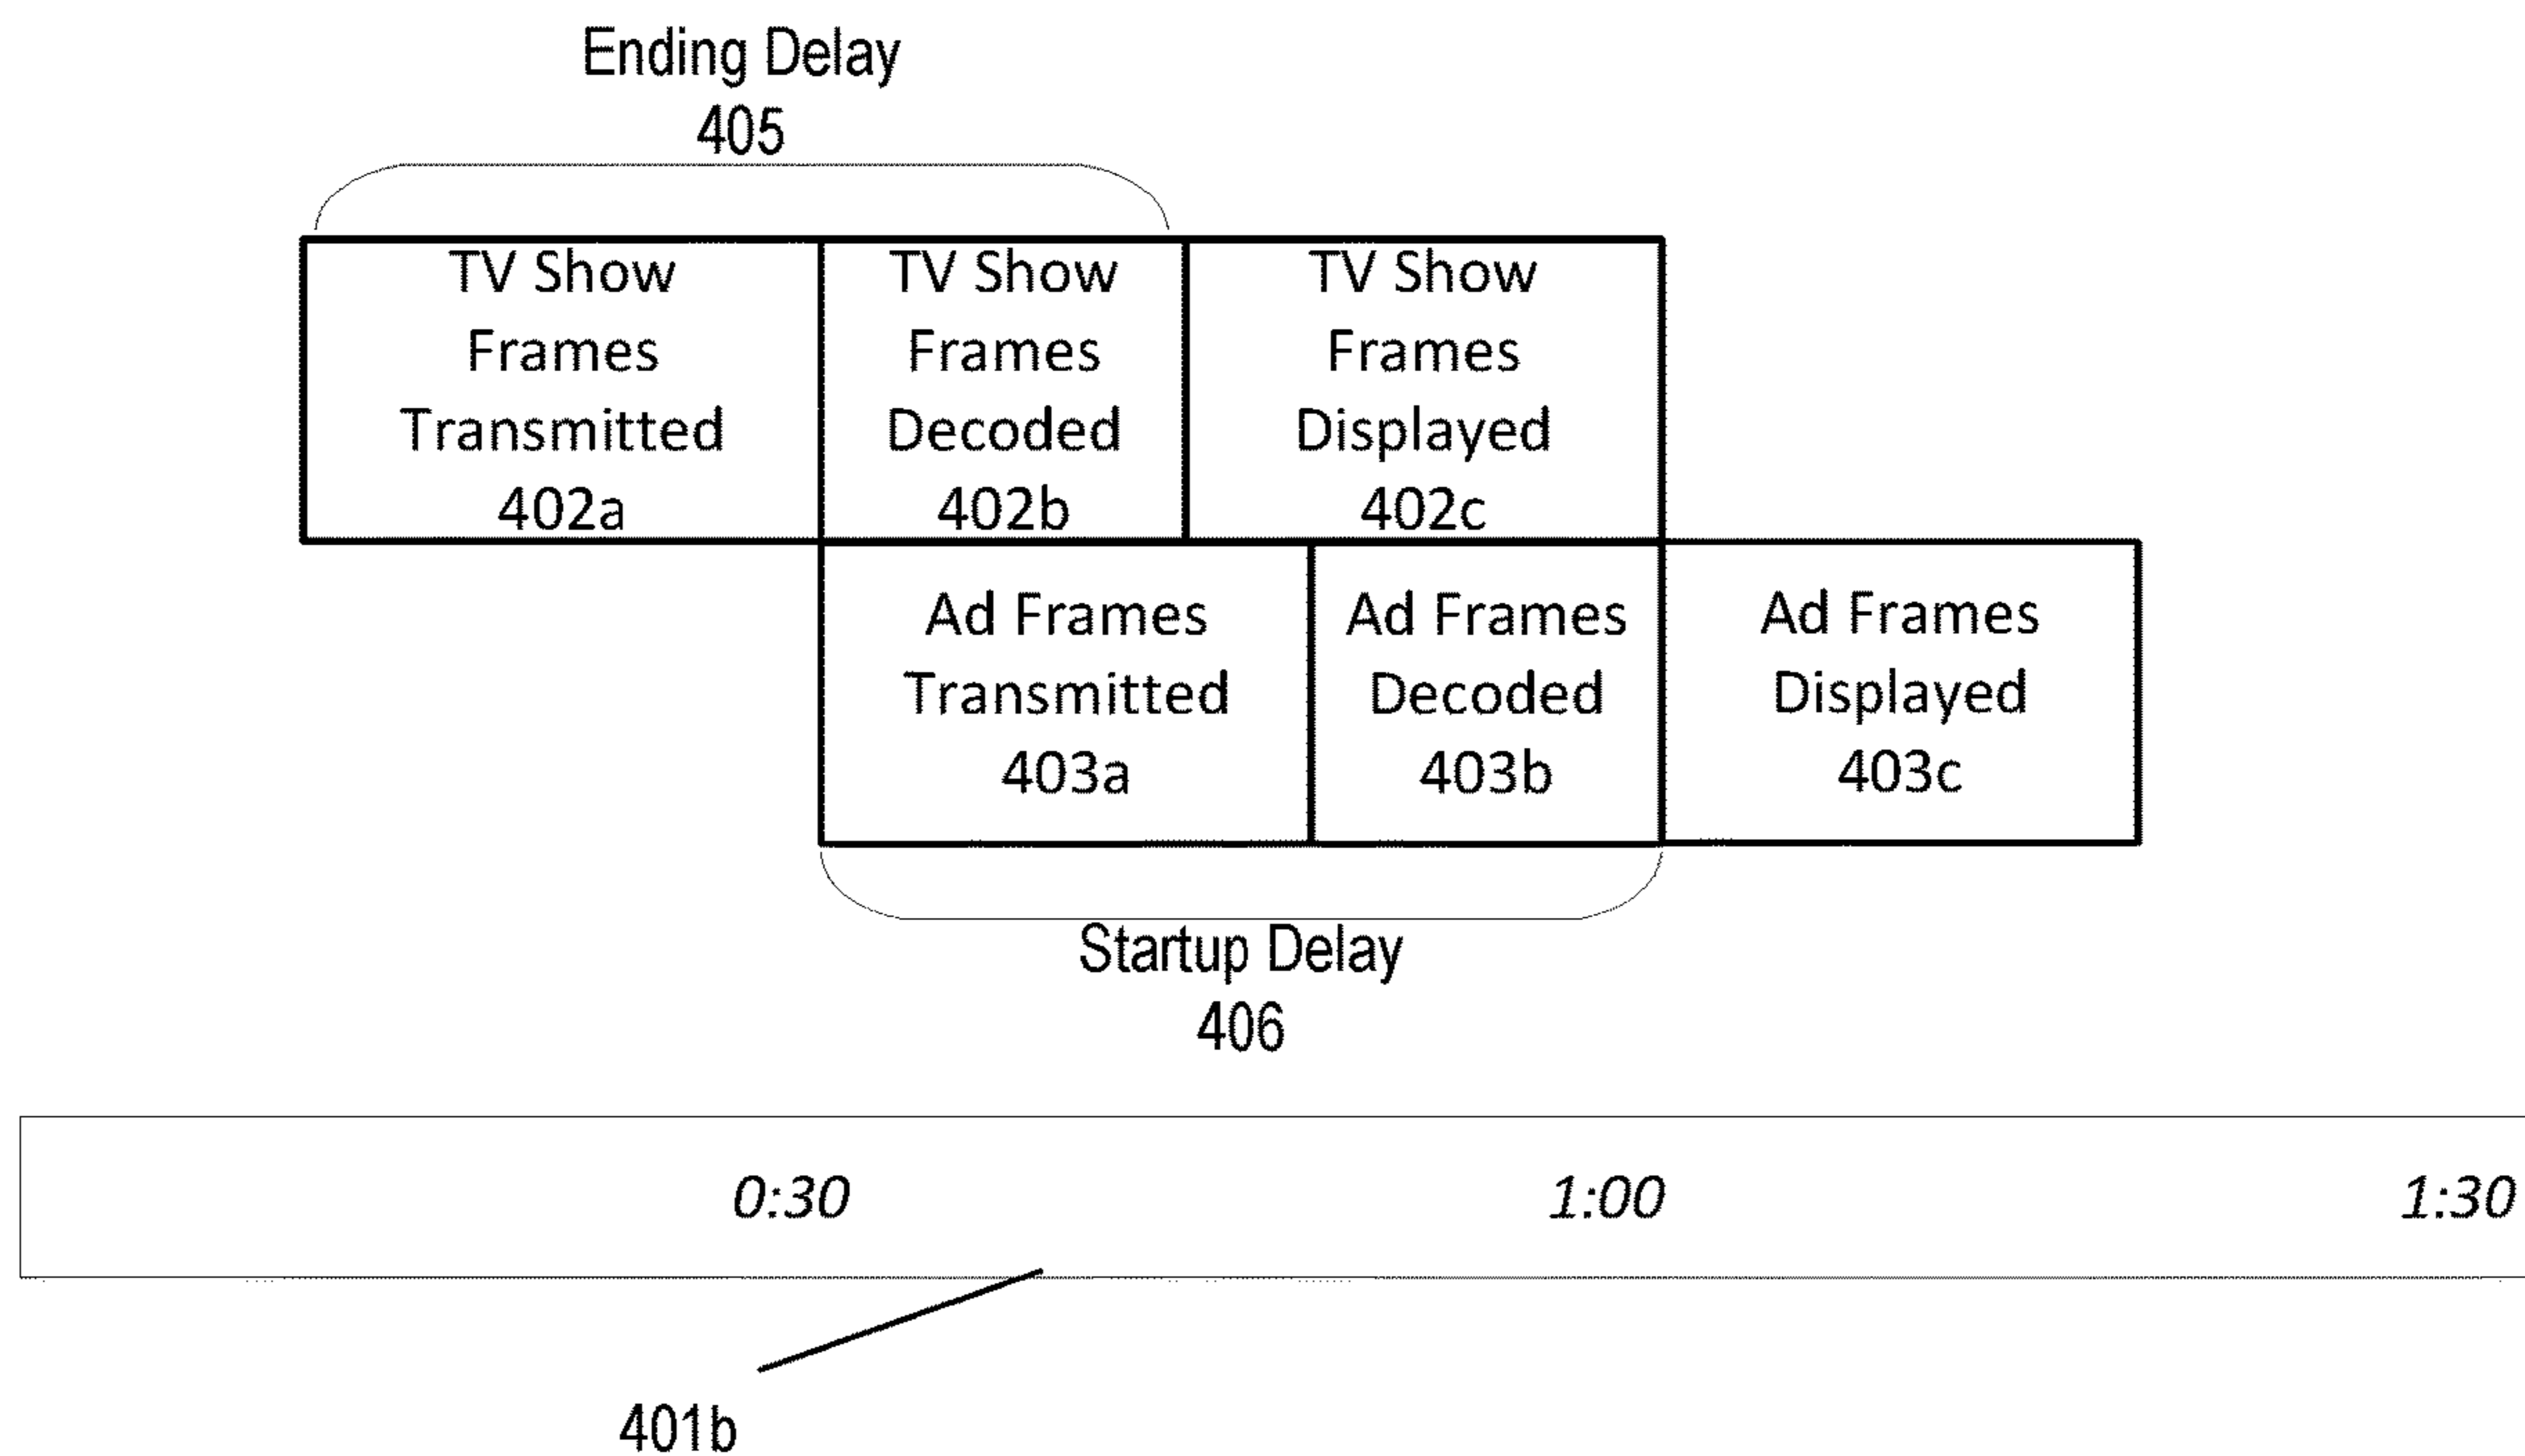 Ending Delay
405
TV Show
Frames
Transmitted
402a
TV Show
Frames
Decoded
402b
TV Show
Frames
Displayed
402c
Ad Frames
Transmitted
403a
Ad Frames
Decoded
403b
Ad Frames
Displayed
403c
Startup Delay
406
0:30
1:00
1:30
401b